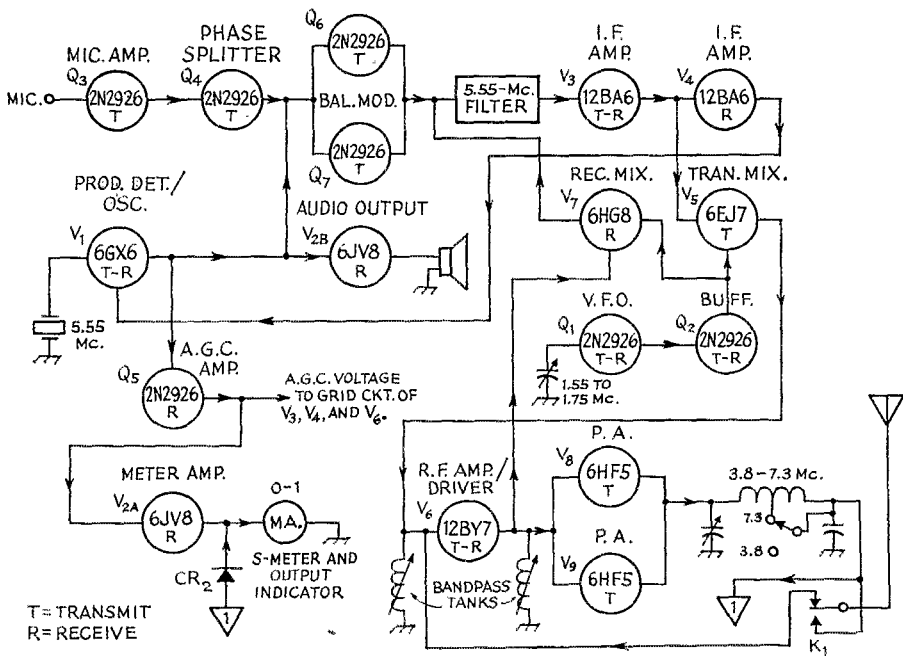 MIC.
MIC. AMP.
Q3
2N2926
T
PHASE
SPLITTER
Q4
2N2926
T
Q6
2N2926
T
BAL. MOD.
2N2926
T
Q7
5.55-Mc.
FILTER
I.F.
AMP.
V3
12BA6
T-R
I.F.
AMP.
V4
12BA6
R
PROD. DET./
OSC.
V1
6GX6
T-R
5.55
Mc.
AUDIO OUTPUT
V2B
6JV8
R
REC. MIX.
V7
6HG8
R
TRAN. MIX.
V5
6EJ7
T
V.F.O.
Q1
2N2926
T-R
1.55 TO
1.75 Mc.
BUFF.
Q2
2N2926
T-R
A.G.C.
AMP.
Q5
2N2926
R
A.G.C. VOLTAGE
TO GRID CKT. OF
V3, V4, AND V6.
METER AMP.
V2A
6JV8
R
0-1
MA.
S-METER AND
OUTPUT
INDICATOR
CR2
1
R.F. AMP./
DRIVER
V6
12BY7
T-R
BANDPASS
TANKS
P. A.
V8
6HF5
T
P. A.
V9
6HF5
T
3.8-7.3 Mc.
7.3
3.8
1
K1
T=TRANSMIT
R=RECEIVE